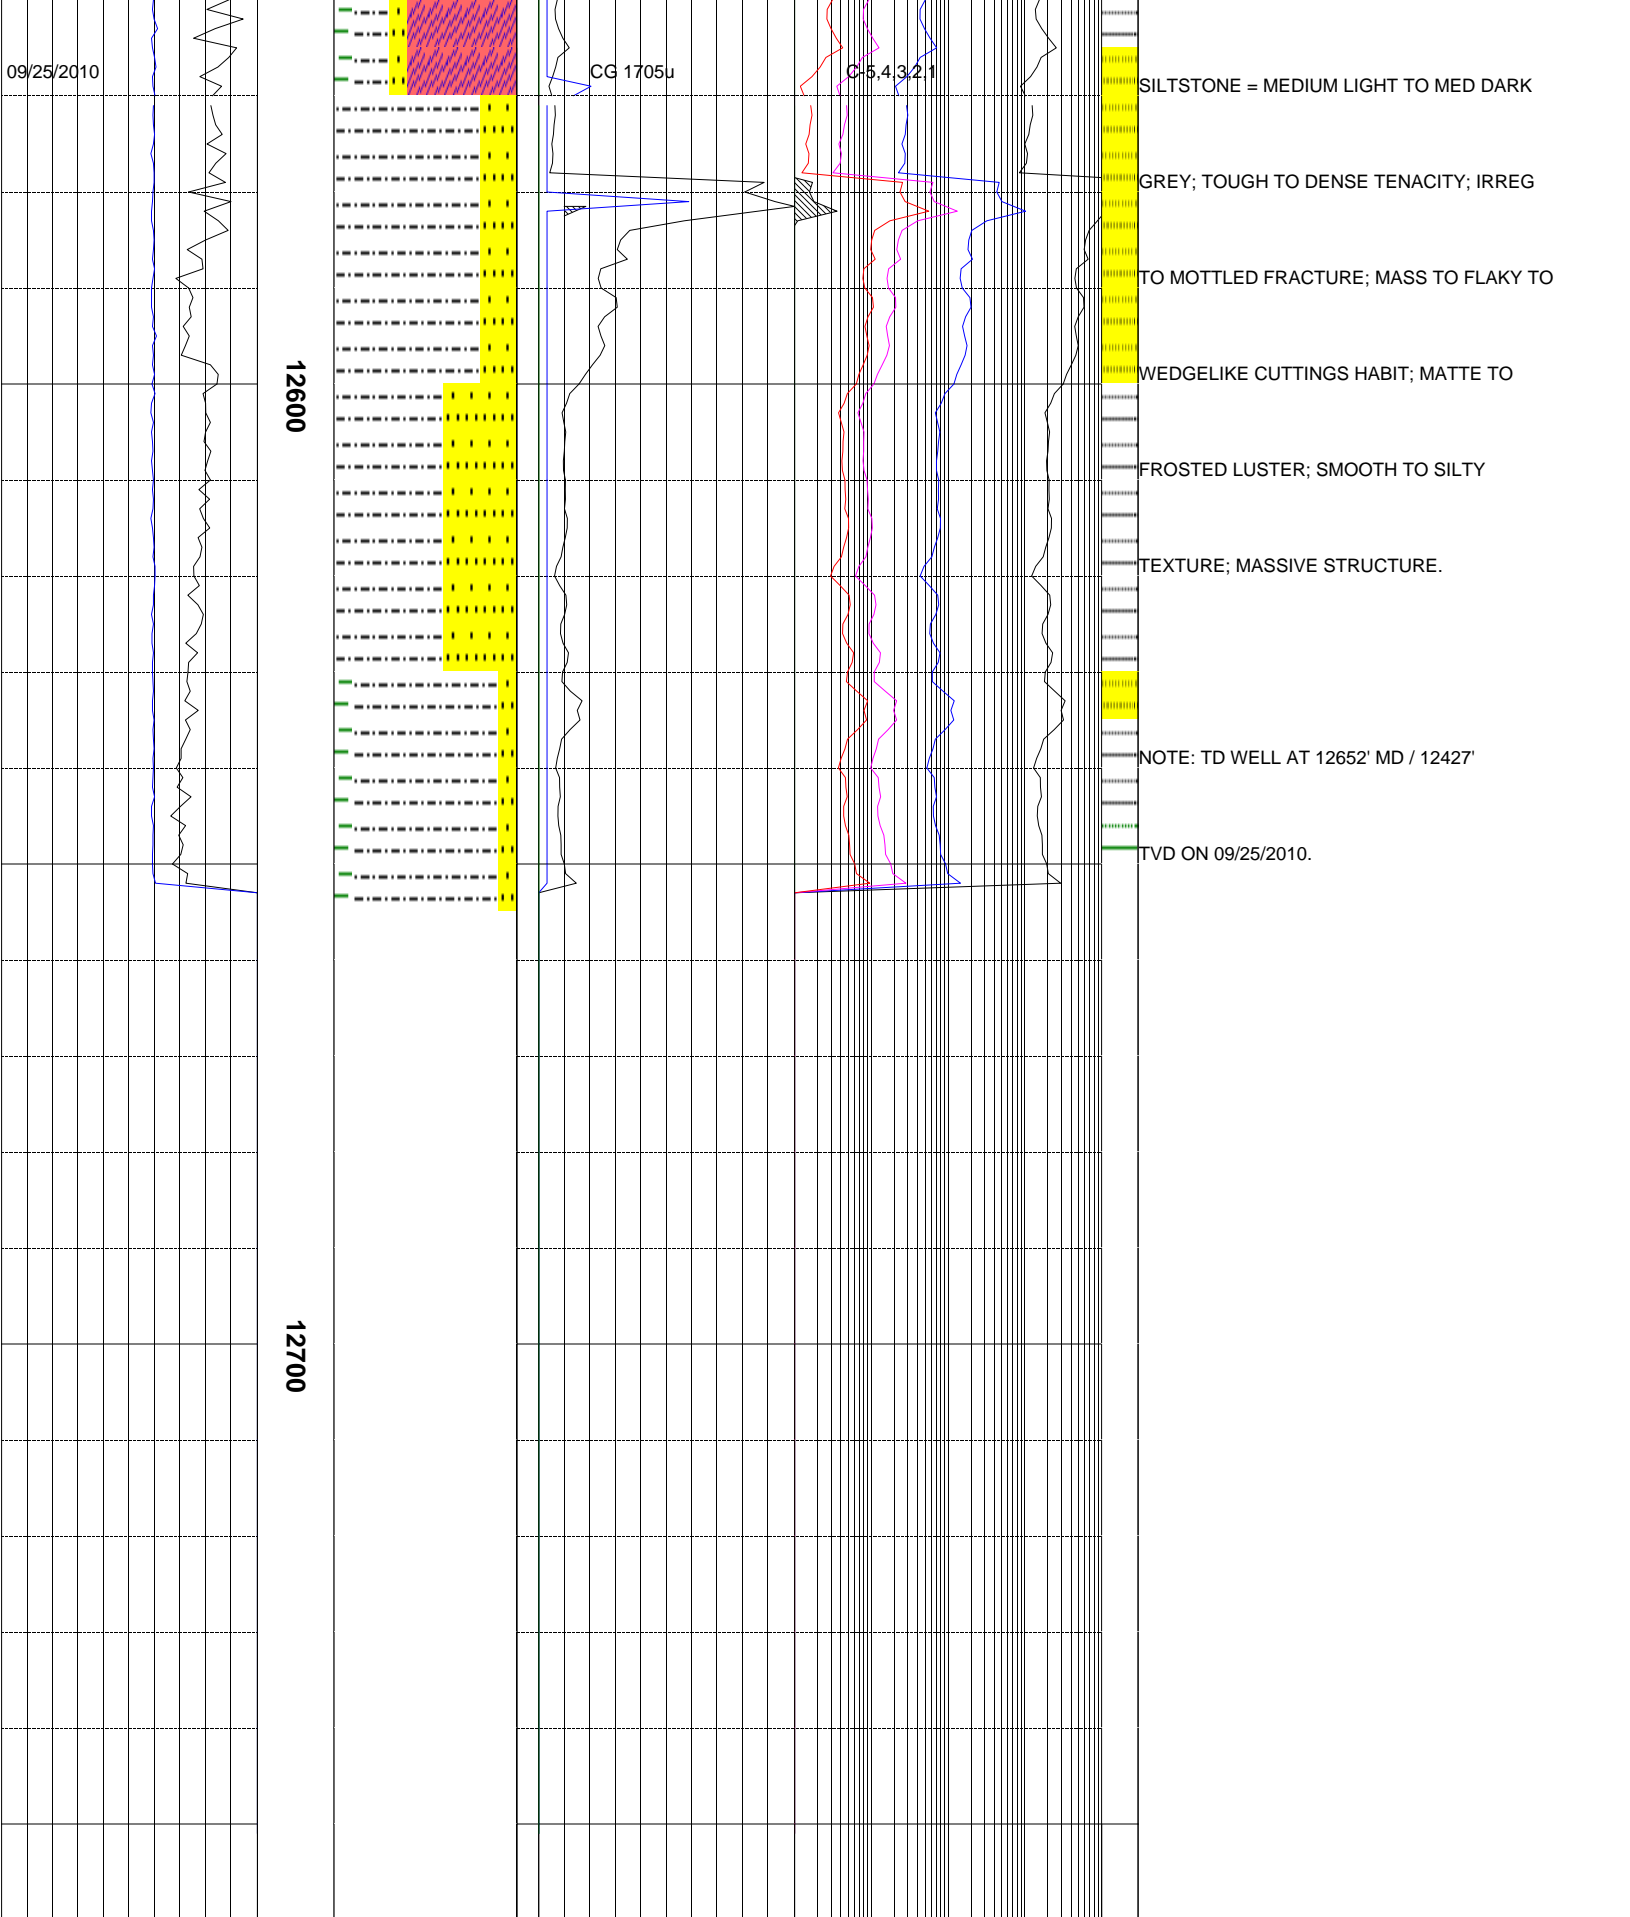 09/25/2010
CG 1705u
C-5,4,3,2,1
SILTSTONE = MEDIUM LIGHT TO MED DARK
GREY; TOUGH TO DENSE TENACITY; IRREG
TO MOTTLED FRACTURE; MASS TO FLAKY TO
12600
WEDGELIKE CUTTINGS HABIT; MATTE TO
FROSTED LUSTER; SMOOTH TO SILTY
TEXTURE; MASSIVE STRUCTURE.
NOTE: TD WELL AT 12652' MD / 12427'
TVD ON 09/25/2010.
12700